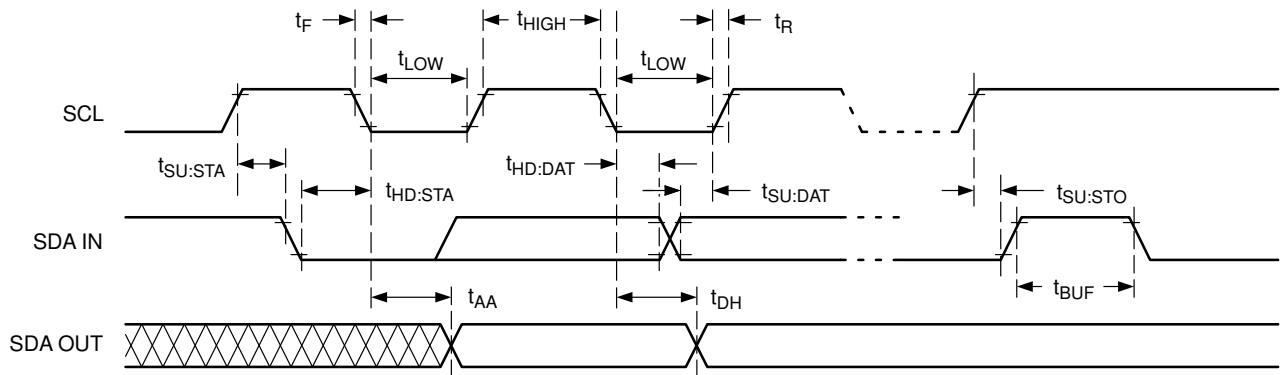 tF
tHIGH
tR
tLOW
tLOW
SCL
tSU:STA
tHD:STA
tHD:DAT
tSU:DAT
tSU:STO
SDA IN
tAA
tDH
tBUF
SDA OUT